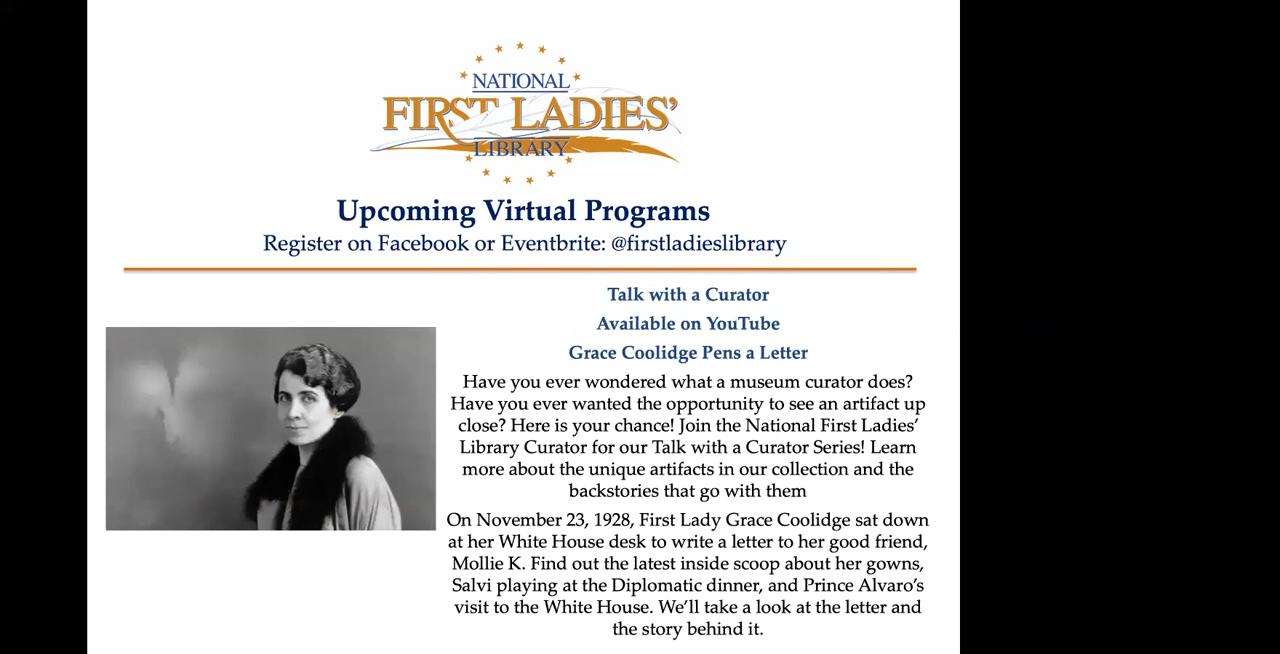 NATIONAL
FIRST LADIES’
LIBRARY
Upcoming Virtual Programs
Register on Facebook or Eventbrite: @firstladieslibrary
Talk with a Curator
Available on YouTube
Grace Coolidge Pens a Letter
Have you ever wondered what a museum curator does?
Have you ever wanted the opportunity to see an artifact up
close? Here is your chance! Join the National First Ladies’
Library Curator for our Talk with a Curator Series! Learn
more about the unique artifacts in our collection and the
backstories that go with them
On November 23, 1928, First Lady Grace Coolidge sat down
at her White House desk to write a letter to her good friend,
Mollie K. Find out the latest inside scoop about her gowns,
Salvi playing at the Diplomatic dinner, and Prince Alvaro’s
visit to the White House. We’ll take a look at the letter and
the story behind it.